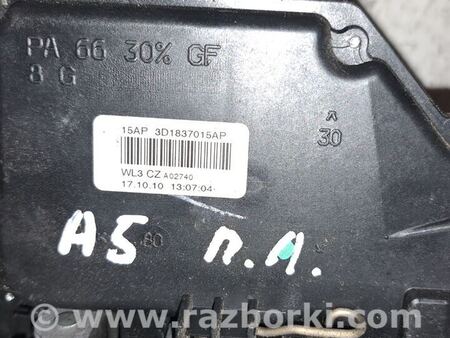 PA 66 30% GF
8 G
30
15AP 3D1837015AP
WL3 CZ A02740
17.10.10 13:07:04
A5 П.Л.
80
www.razborki.com